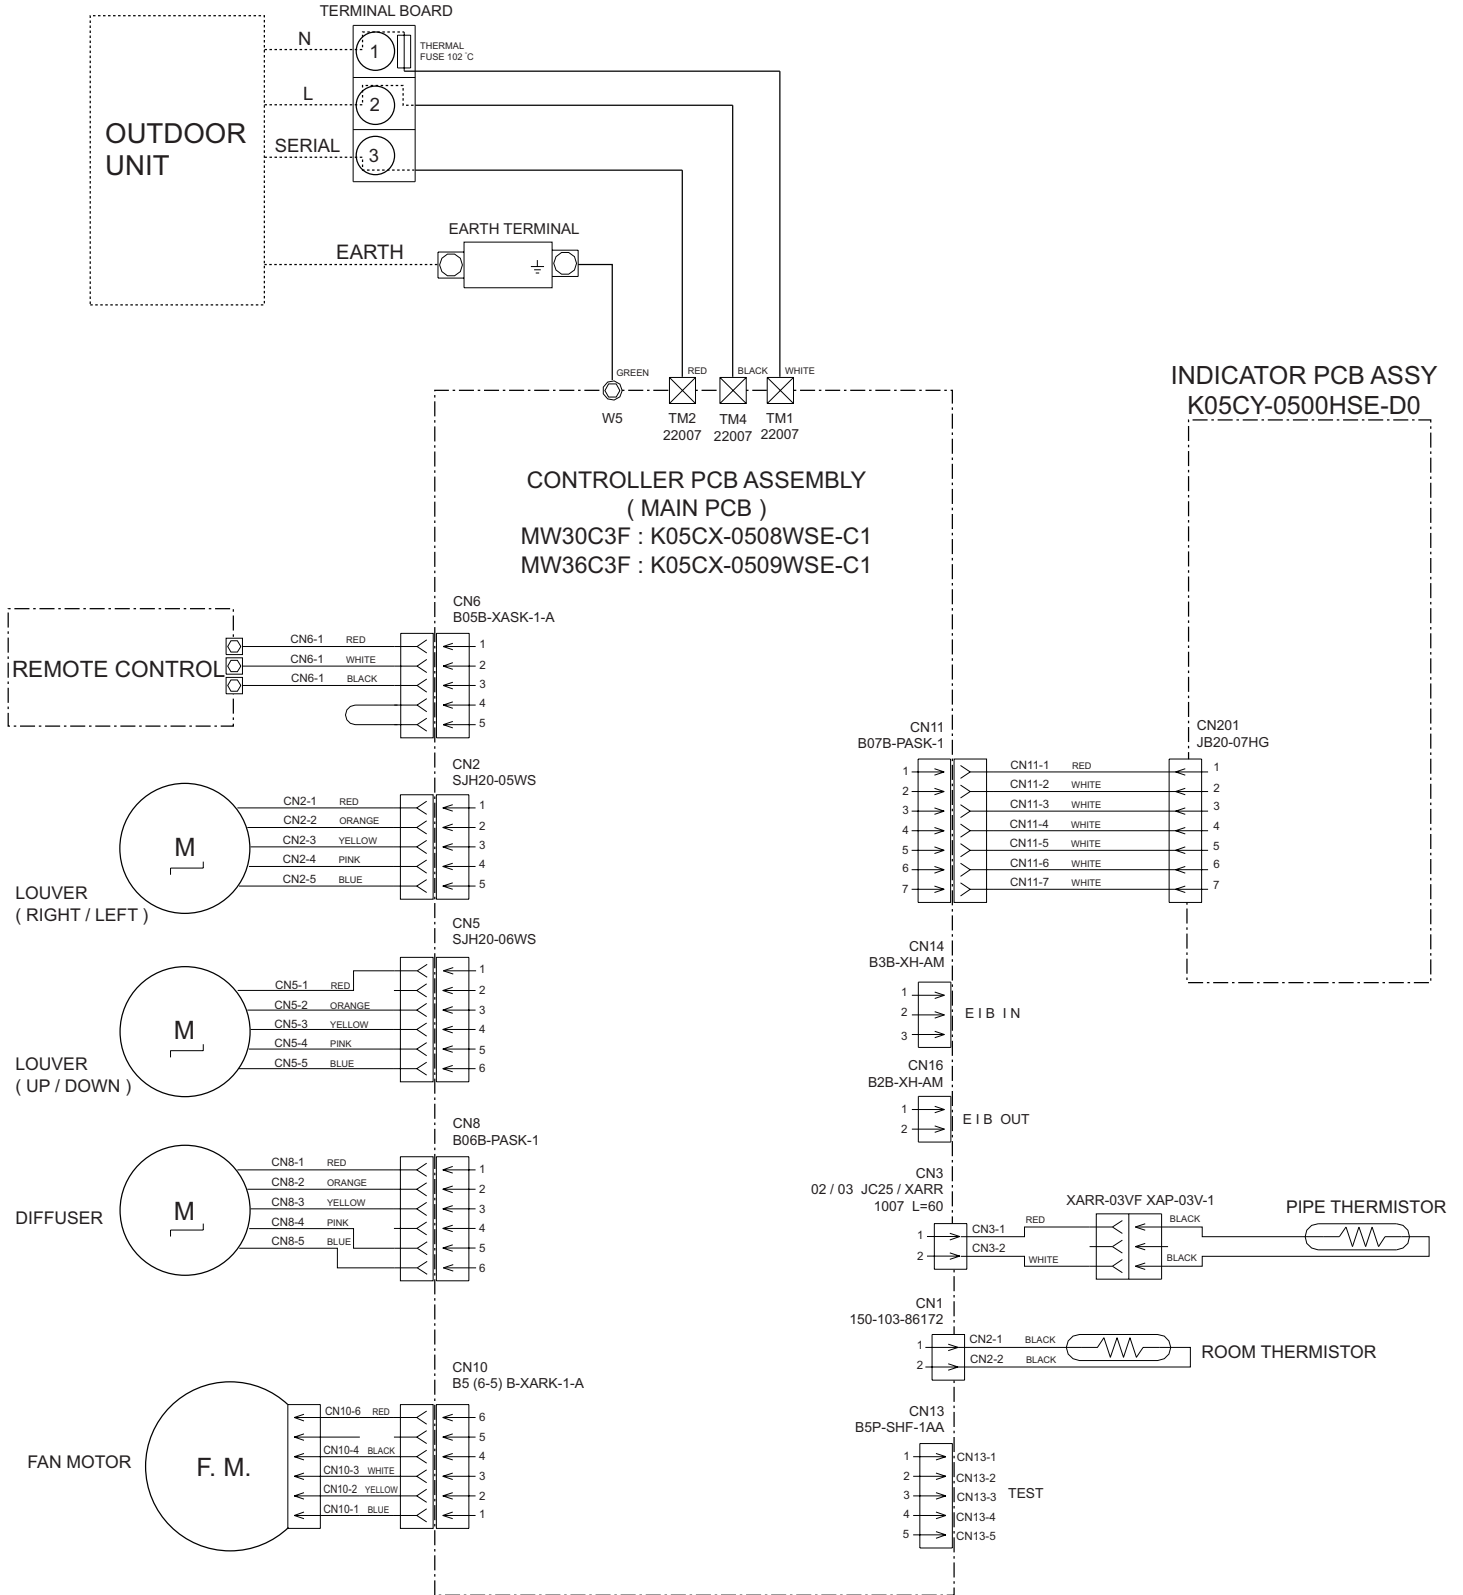 TERMINAL BOARD
N
1
THERMAL
FUSE 102 °C
L
2
OUTDOOR
UNIT
SERIAL
3
EARTH TERMINAL
EARTH
GREEN
RED
BLACK
WHITE
W5
TM2
22007
TM4
22007
TM1
22007
INDICATOR PCB ASSY
K05CY-0500HSE-D0
CONTROLLER PCB ASSEMBLY
( MAIN PCB )
MW30C3F : K05CX-0508WSE-C1
MW36C3F : K05CX-0509WSE-C1
CN6
B05B-XASK-1-A
REMOTE CONTROL
CN6-1 RED 1
CN6-1 WHITE 2
CN6-1 BLACK 3
4
5
CN2
SJH20-05WS
M
CN2-1 RED 1
CN2-2 ORANGE 2
CN2-3 YELLOW 3
CN2-4 PINK 4
CN2-5 BLUE 5
LOUVER
( RIGHT / LEFT )
CN5
SJH20-06WS
M
1
CN5-1 RED 2
CN5-2 ORANGE 3
CN5-3 YELLOW 4
CN5-4 PINK 5
CN5-5 BLUE 6
LOUVER
( UP / DOWN )
CN8
B06B-PASK-1
DIFFUSER
M
CN8-1 RED 1
CN8-2 ORANGE 2
CN8-3 YELLOW 3
CN8-4 PINK 4
CN8-5 BLUE 5
6
CN10
B5 (6-5) B-XARK-1-A
FAN MOTOR
F. M.
CN10-6 RED 6
5
CN10-4 BLACK 4
CN10-3 WHITE 3
CN10-2 YELLOW 2
CN10-1 BLUE 1
CN11
B07B-PASK-1
CN201
JB20-07HG
1 CN11-1 RED 1
2 CN11-2 WHITE 2
3 CN11-3 WHITE 3
4 CN11-4 WHITE 4
5 CN11-5 WHITE 5
6 CN11-6 WHITE 6
7 CN11-7 WHITE 7
CN14
B3B-XH-AM
1
2
3
E I B IN
CN16
B2B-XH-AM
1
2
E I B OUT
CN3
02 / 03 JC25 / XARR
1007 L=60
XARR-03VF XAP-03V-1
PIPE THERMISTOR
1 CN3-1 RED BLACK
2 CN3-2 WHITE BLACK
CN1
150-103-86172
1 CN2-1 BLACK
2 CN2-2 BLACK
ROOM THERMISTOR
CN13
B5P-SHF-1AA
1 CN13-1
2 CN13-2
3 CN13-3
4 CN13-4
5 CN13-5
TEST